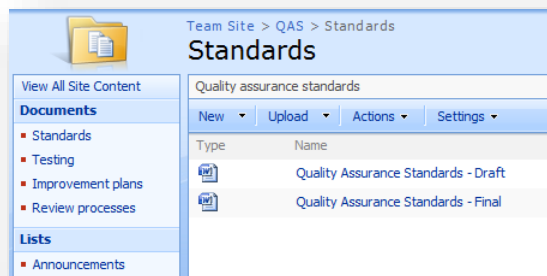 Team Site > QAS > Standards
Standards
View All Site Content
Documents
Standards
Testing
Improvement plans
Review processes
Lists
Announcements
Quality assurance standards
New Upload Actions Settings
Type Name
Quality Assurance Standards - Draft
Quality Assurance Standards - Final